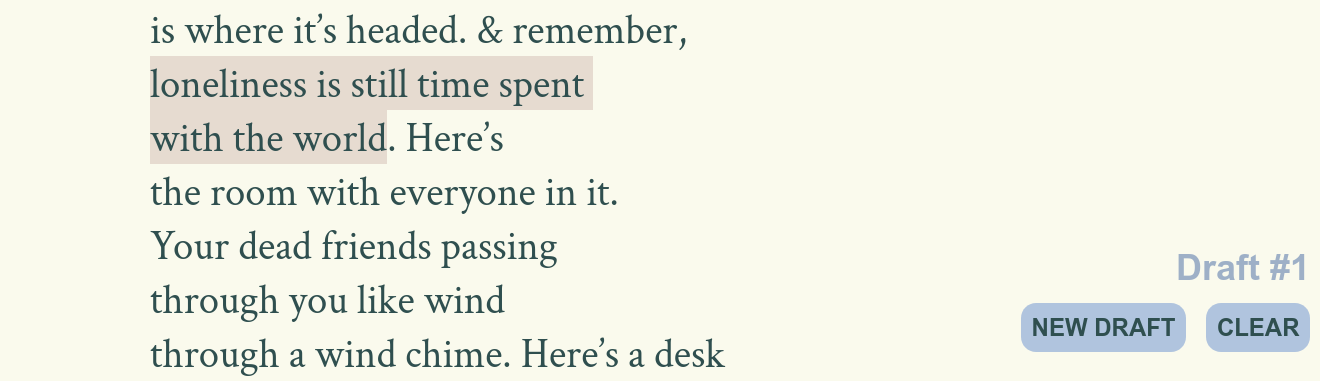 is where it’s headed. & remember,
loneliness is still time spent
with the world. Here’s
the room with everyone in it.
Your dead friends passing
through you like wind
through a wind chime. Here’s a desk
Draft #1
NEW DRAFT CLEAR